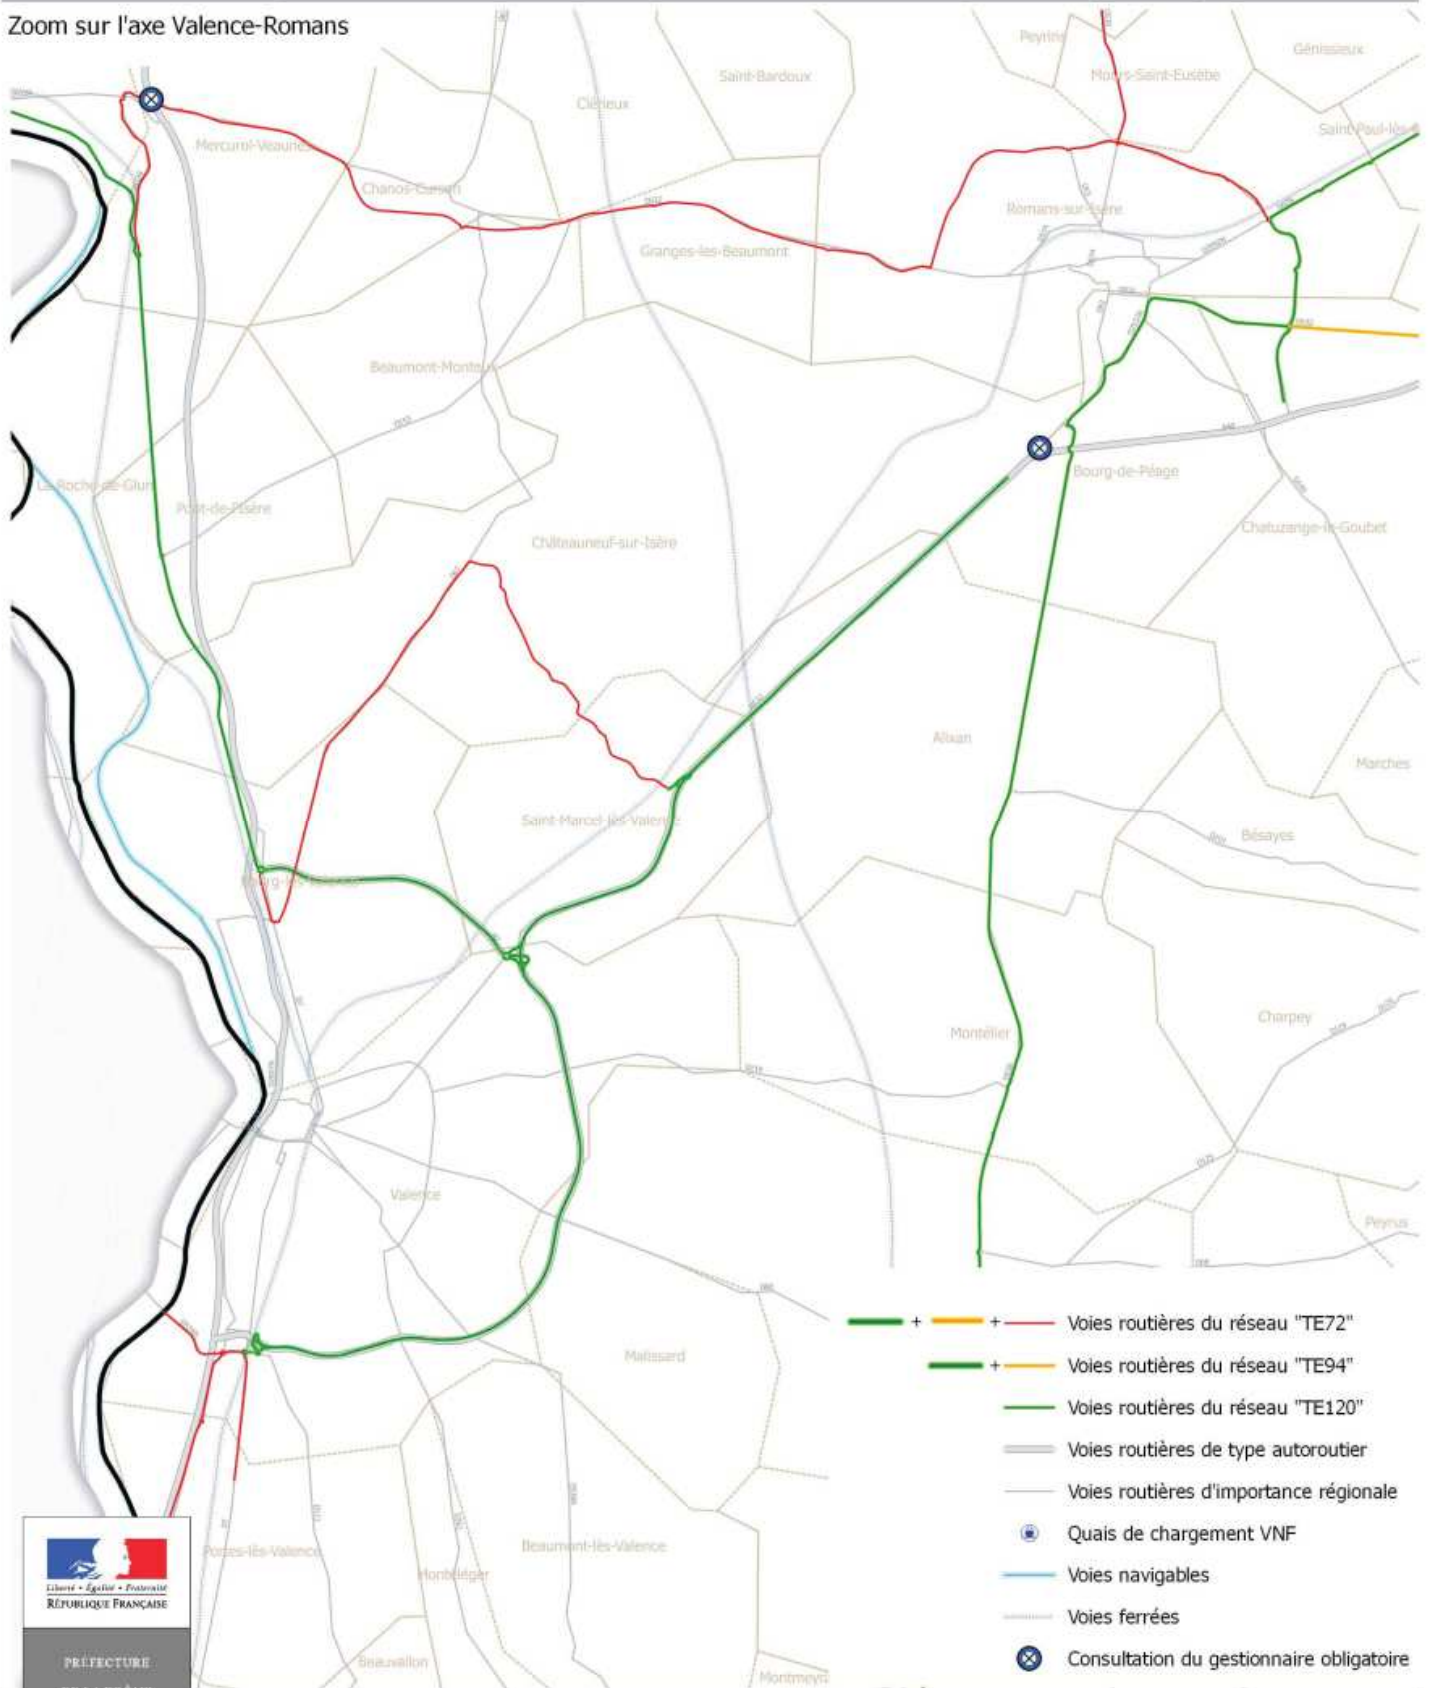 Zoom sur l'axe Valence-Romans
Peyrins
Génissieux
Saint-Bardoux
Mours-Saint-Eusèbe
Clérieux
Saint-Paul-lès-
Mercurol-Veaunes
Chanos-Curson
Romans-sur-Isère
Granges-les-Beaumont
Beaumont-Monteux
Bourg-de-Péage
La Roche-de-Glun
Pont-de-l'Isère
Chatuzange-le-Goubet
Châteauneuf-sur-Isère
Alixan
Marches
Saint-Marcel-lès-Valence
Bésayes
Bourg-lès-Valence
Charpey
Montélier
Valence
Peyrus
Malissard
Voies routières du réseau "TE72"
Voies routières du réseau "TE94"
Voies routières du réseau "TE120"
Voies routières de type autoroutier
Voies routières d'importance régionale
Quais de chargement VNF
Voies navigables
Voies ferrées
Consultation du gestionnaire obligatoire
Portes-lès-Valence
Beaumont-lès-Valence
Montéléger
Beauvallon
Montmeyran
Liberté • Égalité • Fraternité
RÉPUBLIQUE FRANÇAISE
PRÉFECTURE